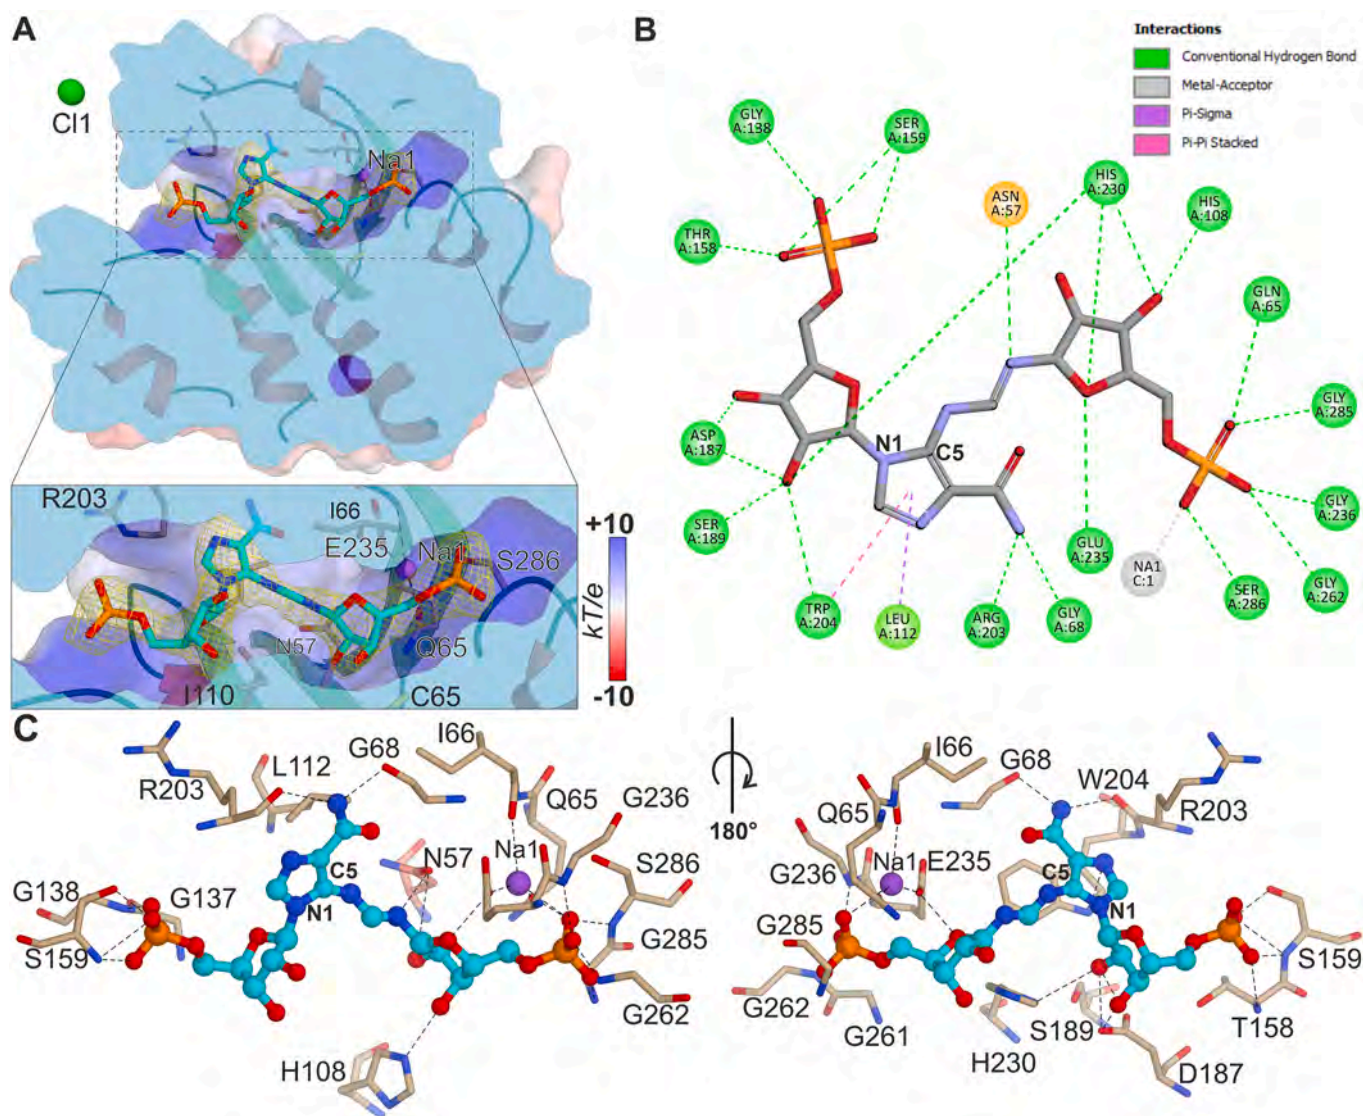 A
Cl1
Na1
R203
I66
E235
Na1
S286
N57
Q65
I110
C65
+10
kT/e
-10
B
Interactions
Conventional Hydrogen Bond
Metal-Acceptor
Pi-Sigma
Pi-Pi Stacked
GLY
A:138
SER
A:159
HIS
A:230
ASN
A:57
HIS
A:108
THR
A:158
GLN
A:65
GLY
A:285
ASP
A:187
N1
C5
SER
A:189
GLY
A:236
GLU
A:235
NA1
C:1
TRP
A:204
LEU
A:112
ARG
A:203
GLY
A:68
SER
A:286
GLY
A:262
C
R203
L112
G68
I66
Q65
G236
Na1
N57
S286
C5
G138
G137
N1
S159
G285
G262
H108
180°
I66
G68
W204
R203
Q65
Na1
E235
G236
C5
G285
N1
G262
G261
S159
S189
T158
H230
D187